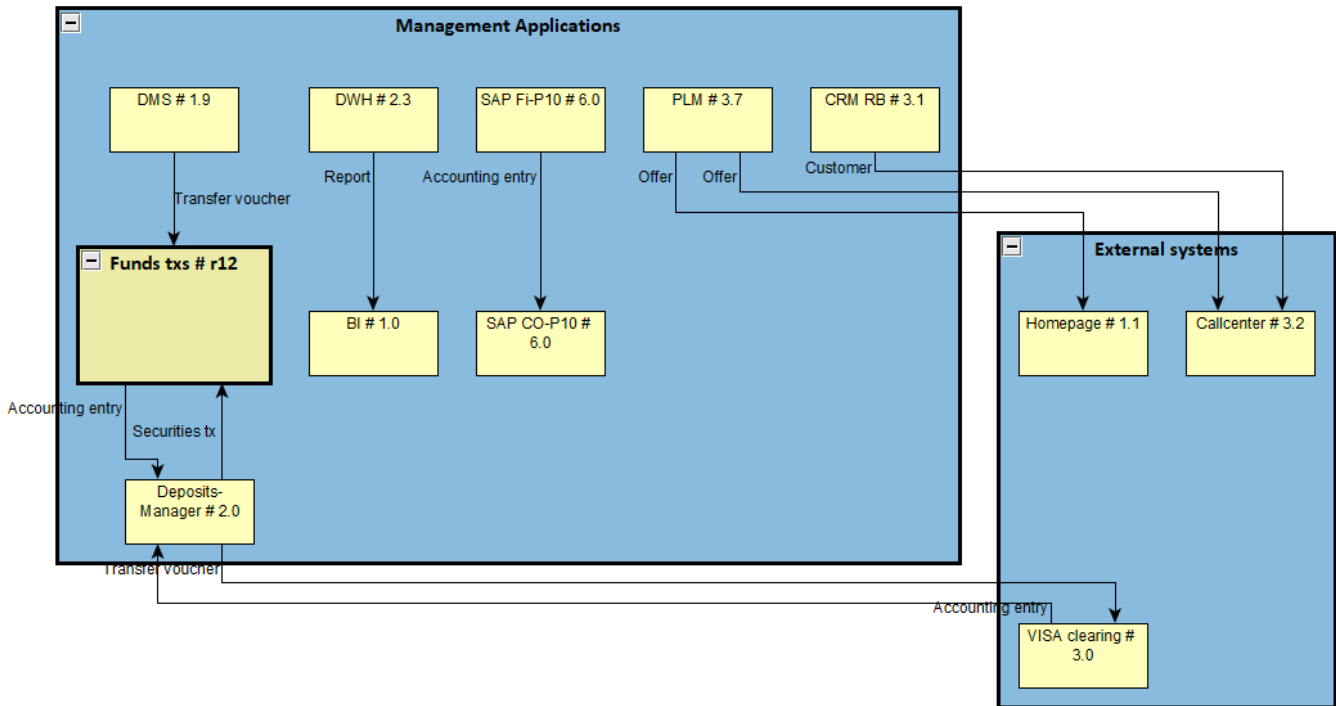 Management Applications
DMS # 1.9
DWH # 2.3
SAP Fi-P10 # 6.0
PLM # 3.7
CRM RB # 3.1
Transfer voucher
Report
Accounting entry
Offer
Offer
Customer
Funds txs # r12
External systems
BI # 1.0
SAP CO-P10 #
6.0
Homepage # 1.1
Callcenter # 3.2
Accounting entry
Securities tx
Deposits-
Manager # 2.0
Transfer voucher
Accounting entry
VISA clearing #
3.0